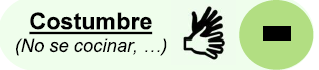 Costumbre
(No se cocinar, …)